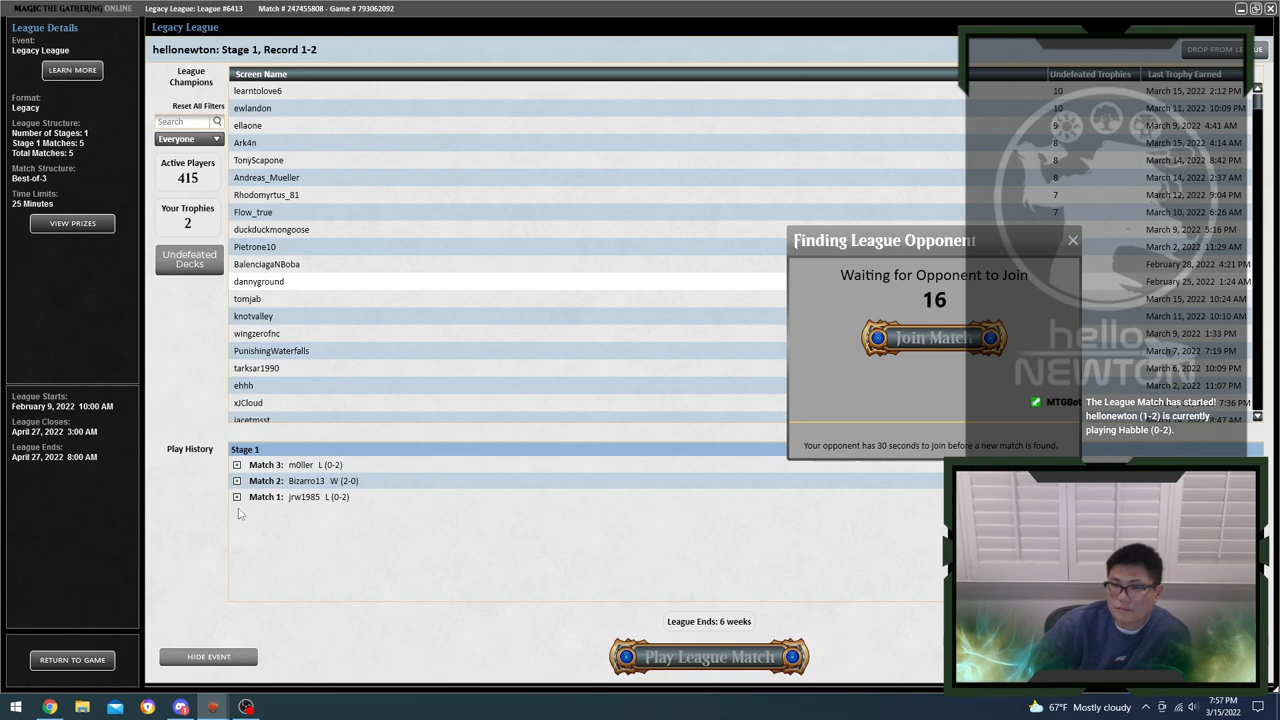 MAGIC THE GATHERING ONLINE
Legacy League: League #6413
Match # 247455808 - Game # 793062092
League Details
Event:
Legacy League
LEARN MORE
Format:
Legacy
League Structure:
Number of Stages: 1
Stage 1 Matches: 5
Total Matches: 5
Match Structure:
Best-of-3
Time Limits:
25 Minutes
VIEW PRIZES
League Starts:
February 9, 2022 10:00 AM
League Closes:
April 27, 2022 3:00 AM
League Ends:
April 27, 2022 8:00 AM
RETURN TO GAME
Legacy League
hellonewton: Stage 1, Record 1-2
DROP FROM LEAGUE
League
Champions
Reset All Filters
Search
Everyone
Active Players
415
Your Trophies
2
Undefeated
Decks
Screen Name Undefeated Trophies Last Trophy Earned
learntolove6 10 March 15, 2022 2:12 PM
ewlandon 10 March 11, 2022 10:09 PM
ellaone 9 March 9, 2022 4:41 AM
Ark4n 8 March 15, 2022 4:14 AM
TonyScapone 8 March 14, 2022 8:42 PM
Andreas_Mueller 8 March 14, 2022 2:37 AM
Rhodomyrtus_81 7 March 12, 2022 9:04 PM
Flow_true 7 March 10, 2022 6:26 AM
duckduckmongoose March 9, 2022 5:16 PM
Pietrone10 March 2, 2022 11:29 AM
BalenciagaNBoba February 28, 2022 4:21 PM
dannyground February 25, 2022 1:24 AM
tomjab March 15, 2022 10:24 AM
knotvalley March 11, 2022 10:10 AM
wingzerofnc March 9, 2022 1:33 PM
PunishingWaterfalls March 7, 2022 7:19 PM
tarksar1990 March 6, 2022 10:09 PM
ehhh March 2, 2022 11:07 PM
xJCloud 7:36 PM
jacetmsst 8:47 AM
Finding League Opponent
Waiting for Opponent to Join
16
Join Match
Your opponent has 30 seconds to join before a new match is found.
hello
NEWTON
MTGBot
The League Match has started!
hellonewton (1-2) is currently
playing Habble (0-2).
Play History
Stage 1
Match 3: m0ller L (0-2)
Match 2: Bizarro13 W (2-0)
Match 1: jrw1985 L (0-2)
League Ends: 6 weeks
HIDE EVENT
Play League Match
67°F Mostly cloudy
7:57 PM
3/15/2022